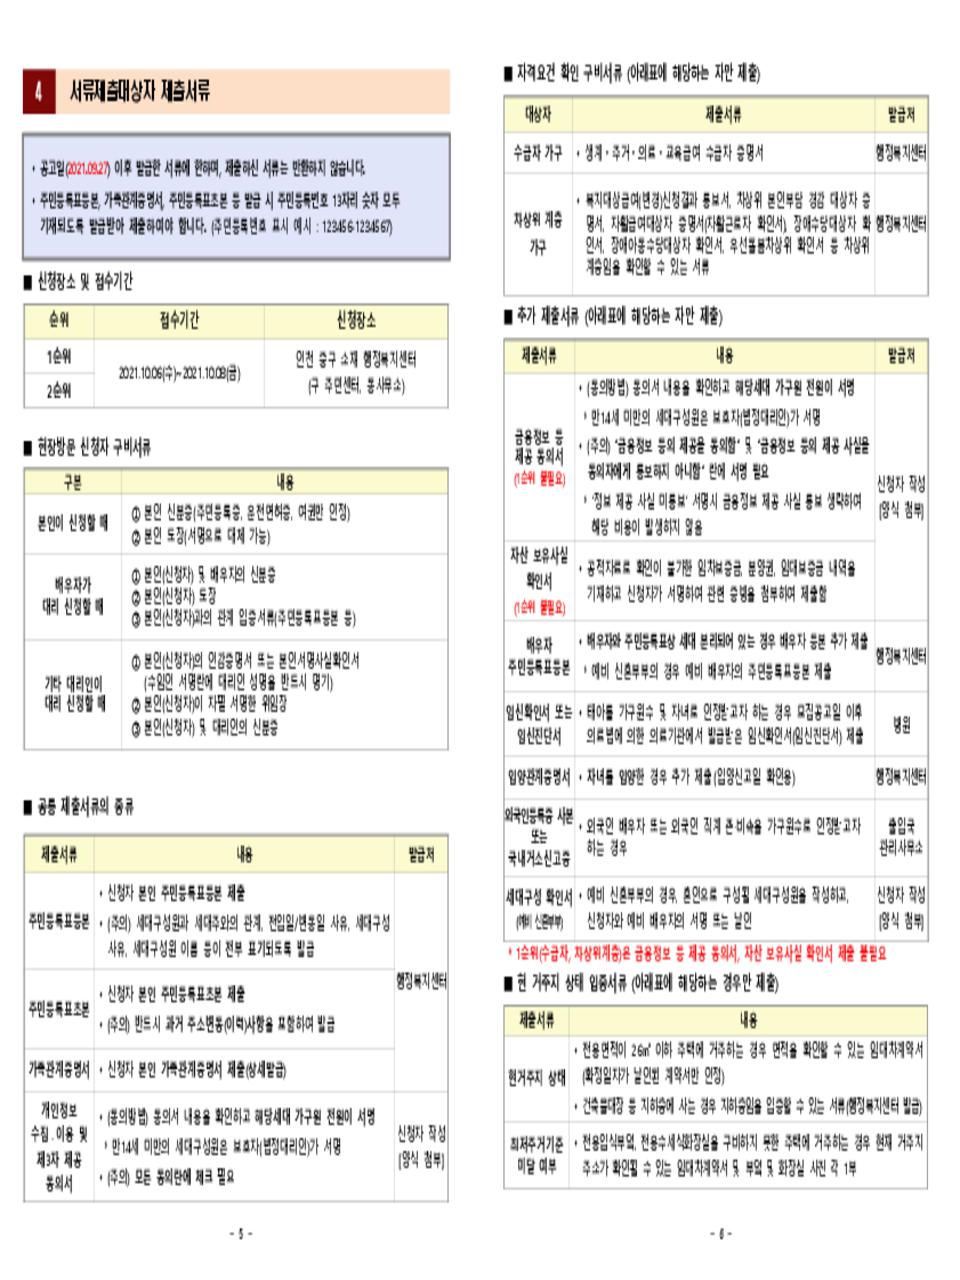 4 서류제출대상자 제출서류
• 공고일(2021.09.27) 이후 발급한 서류에 한하며, 제출하신 서류는 반환하지 않습니다.
• 주민등록표등본, 가족관계증명서, 주민등록표초본 등 발급 시 주민등록번호 13자리 숫자 모두
기재되도록 발급받아 제출하여야 합니다. (주민등록번호 표시 예시 : 123456-1234567)
■ 신청장소 및 접수기간
순위 접수기간 신청장소
1순위
2순위
2021.10.06(수)~2021.10.08(금)
인천 중구 소재 행정복지센터
(구 주민센터, 동사무소)
■ 현장방문 신청자 구비서류
구분 내용
본인이 신청할 때
① 본인 신분증(주민등록증, 운전면허증, 여권만 인정)
② 본인 도장(서명으로 대체 가능)
배우자가
대리 신청할 때
① 본인(신청자) 및 배우자의 신분증
② 본인(신청자) 도장
③ 본인(신청자)과의 관계 입증서류(주민등록표등본 등)
기타 대리인이
대리 신청할 때
① 본인(신청자)의 인감증명서 또는 본인서명사실확인서
(수임인 서명란에 대리인 성명을 반드시 명기)
② 본인(신청자)이 자필 서명한 위임장
③ 본인(신청자) 및 대리인의 신분증
■ 공통 제출서류의 종류
제출서류 내용 발급처
주민등록표등본
• 신청자 본인 주민등록표등본 제출
• (주의) 세대구성원과 세대주와의 관계, 전입일/변동일 사유, 세대구성
사유, 세대구성원 이름 등이 전부 표기되도록 발급
행정복지센터
주민등록표초본
• 신청자 본인 주민등록표초본 제출
• (주의) 반드시 과거 주소변동(이력)사항을 포함하여 발급
가족관계증명서 • 신청자 본인 가족관계증명서 제출(상세발급)
개인정보
수집·이용 및
제3자 제공
동의서
• (동의방법) 동의서 내용을 확인하고 해당세대 가구원 전원이 서명
* 만14세 미만의 세대구성원은 보호자(법정대리인)가 서명
• (주의) 모든 동의란에 체크 필요
신청자 작성
(양식 첨부)
- 5 -
■ 자격요건 확인 구비서류 (아래표에 해당하는 자만 제출)
대상자 제출서류 발급처
수급자 가구 • 생계·주거·의료·교육급여 수급자 증명서 행정복지센터
차상위 계층
가구
• 복지대상급여(변경)신청결과 통보서, 차상위 본인부담 경감 대상자 증
명서, 자활급여대상자 증명서(자활근로자 확인서), 장애수당대상자 확
인서, 장애아동수당대상자 확인서, 우선돌봄차상위 확인서 등 차상위
계층임을 확인할 수 있는 서류
행정복지센터
■ 추가 제출서류 (아래표에 해당하는 자만 제출)
제출서류 내용 발급처
금융정보 등
제공 동의서
(1순위 불필요)
• (동의방법) 동의서 내용을 확인하고 해당세대 가구원 전원이 서명
* 만14세 미만의 세대구성원은 보호자(법정대리인)가 서명
• (주의) "금융정보 등의 제공을 동의함" 및 "금융정보 등의 제공 사실을
동의자에게 통보하지 아니함" 란에 서명 필요
* '정보 제공 사실 미통보' 서명시 금융정보 제공 사실 통보 생략하여
해당 비용이 발생하지 않음
신청자 작성
(양식 첨부)
자산 보유사실
확인서
(1순위 불필요)
• 공적자료로 확인이 불가한 임차보증금, 분양권, 임대보증금 내역을
기재하고 신청자가 서명하여 관련 증빙을 첨부하여 제출함
배우자
주민등록표등본
• 배우자와 주민등록표상 세대 분리되어 있는 경우 배우자 등본 추가 제출
* 예비 신혼부부의 경우 예비 배우자의 주민등록표등본 제출
행정복지센터
임신확인서 또는
임신진단서
• 태아를 가구원수 및 자녀로 인정받고자 하는 경우 모집공고일 이후
의료법에 의한 의료기관에서 발급받은 임신확인서(임신진단서) 제출
병원
입양관계증명서 • 자녀를 입양한 경우 추가 제출(입양신고일 확인용) 행정복지센터
외국인등록증 사본
또는
국내거소신고증
• 외국인 배우자 또는 외국인 직계 존·비속을 가구원수로 인정받고자
하는 경우
출입국
관리사무소
세대구성 확인서
(예비 신혼부부)
• 예비 신혼부부의 경우, 혼인으로 구성될 세대구성원을 작성하고,
신청자와 예비 배우자의 서명 또는 날인
신청자 작성
(양식 첨부)
* 1순위(수급자, 차상위계층)은 금융정보 등 제공 동의서, 자산 보유사실 확인서 제출 불필요
■ 현 거주지 상태 입증서류 (아래표에 해당하는 경우만 제출)
제출서류 내용
현거주지 상태
• 전용면적이 26㎡ 이하 주택에 거주하는 경우 면적을 확인할 수 있는 임대차계약서
(확정일자가 날인된 계약서만 인정)
• 건축물대장 등 지하층에 사는 경우 지하층임을 입증할 수 있는 서류(행정복지센터 발급)
최저주거기준
미달 여부
• 전용입식부엌, 전용수세식화장실을 구비하지 못한 주택에 거주하는 경우 현재 거주지
주소가 확인될 수 있는 임대차계약서 및 부엌 및 화장실 사진 각 1부
- 6 -